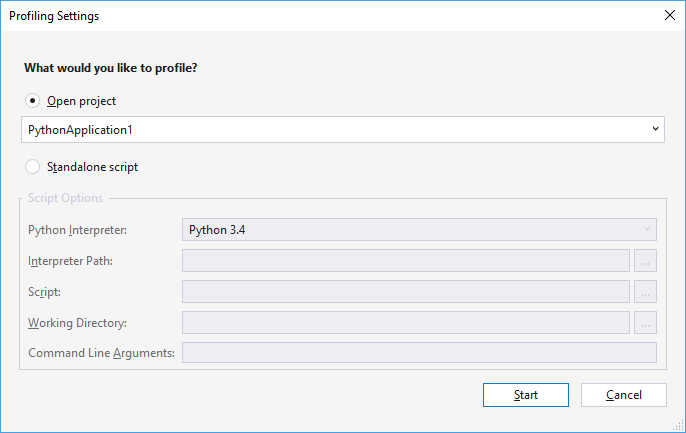 Profiling Settings
What would you like to profile?
Open project
PythonApplication1
Standalone script
Script Options
Python Interpreter: Python 3.4
Interpreter Path: ...
Script: ...
Working Directory: ...
Command Line Arguments:
Start Cancel